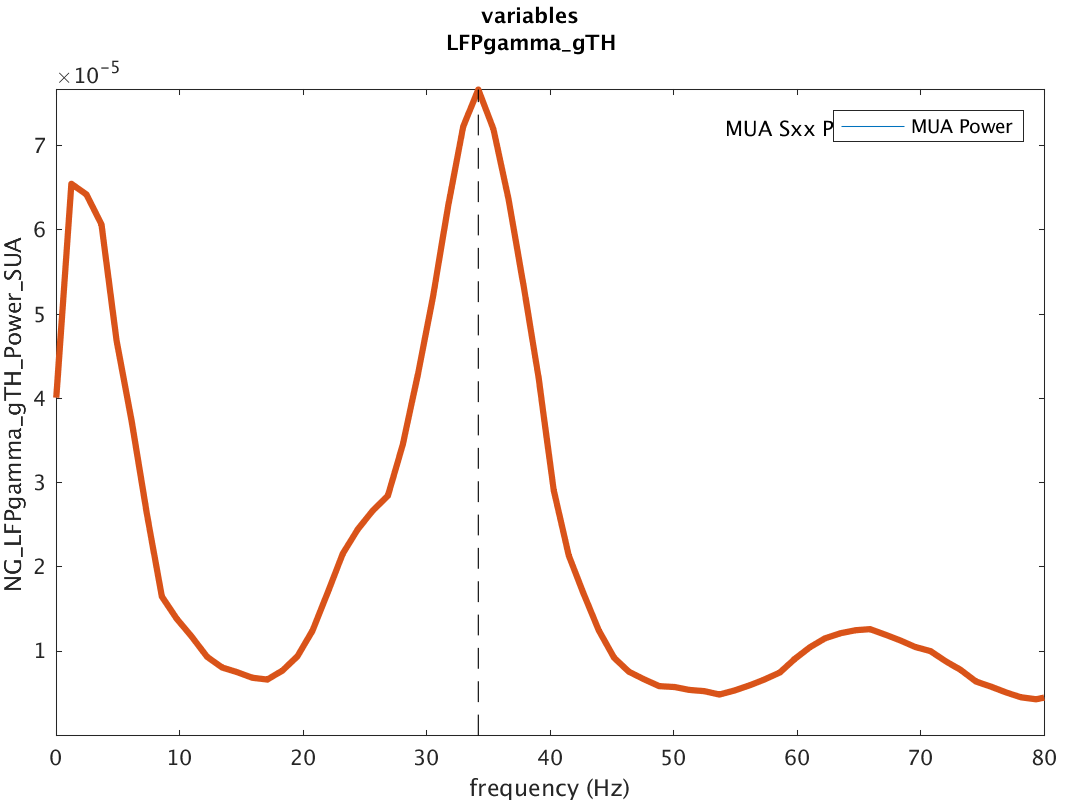 variables
LFPgamma_gTH
×10⁻⁵
MUA Sxx P
MUA Power
7
6
5
4
3
2
1
NG_LFPgamma_gTH_Power_SUA
0 10 20 30 40 50 60 70 80
frequency (Hz)